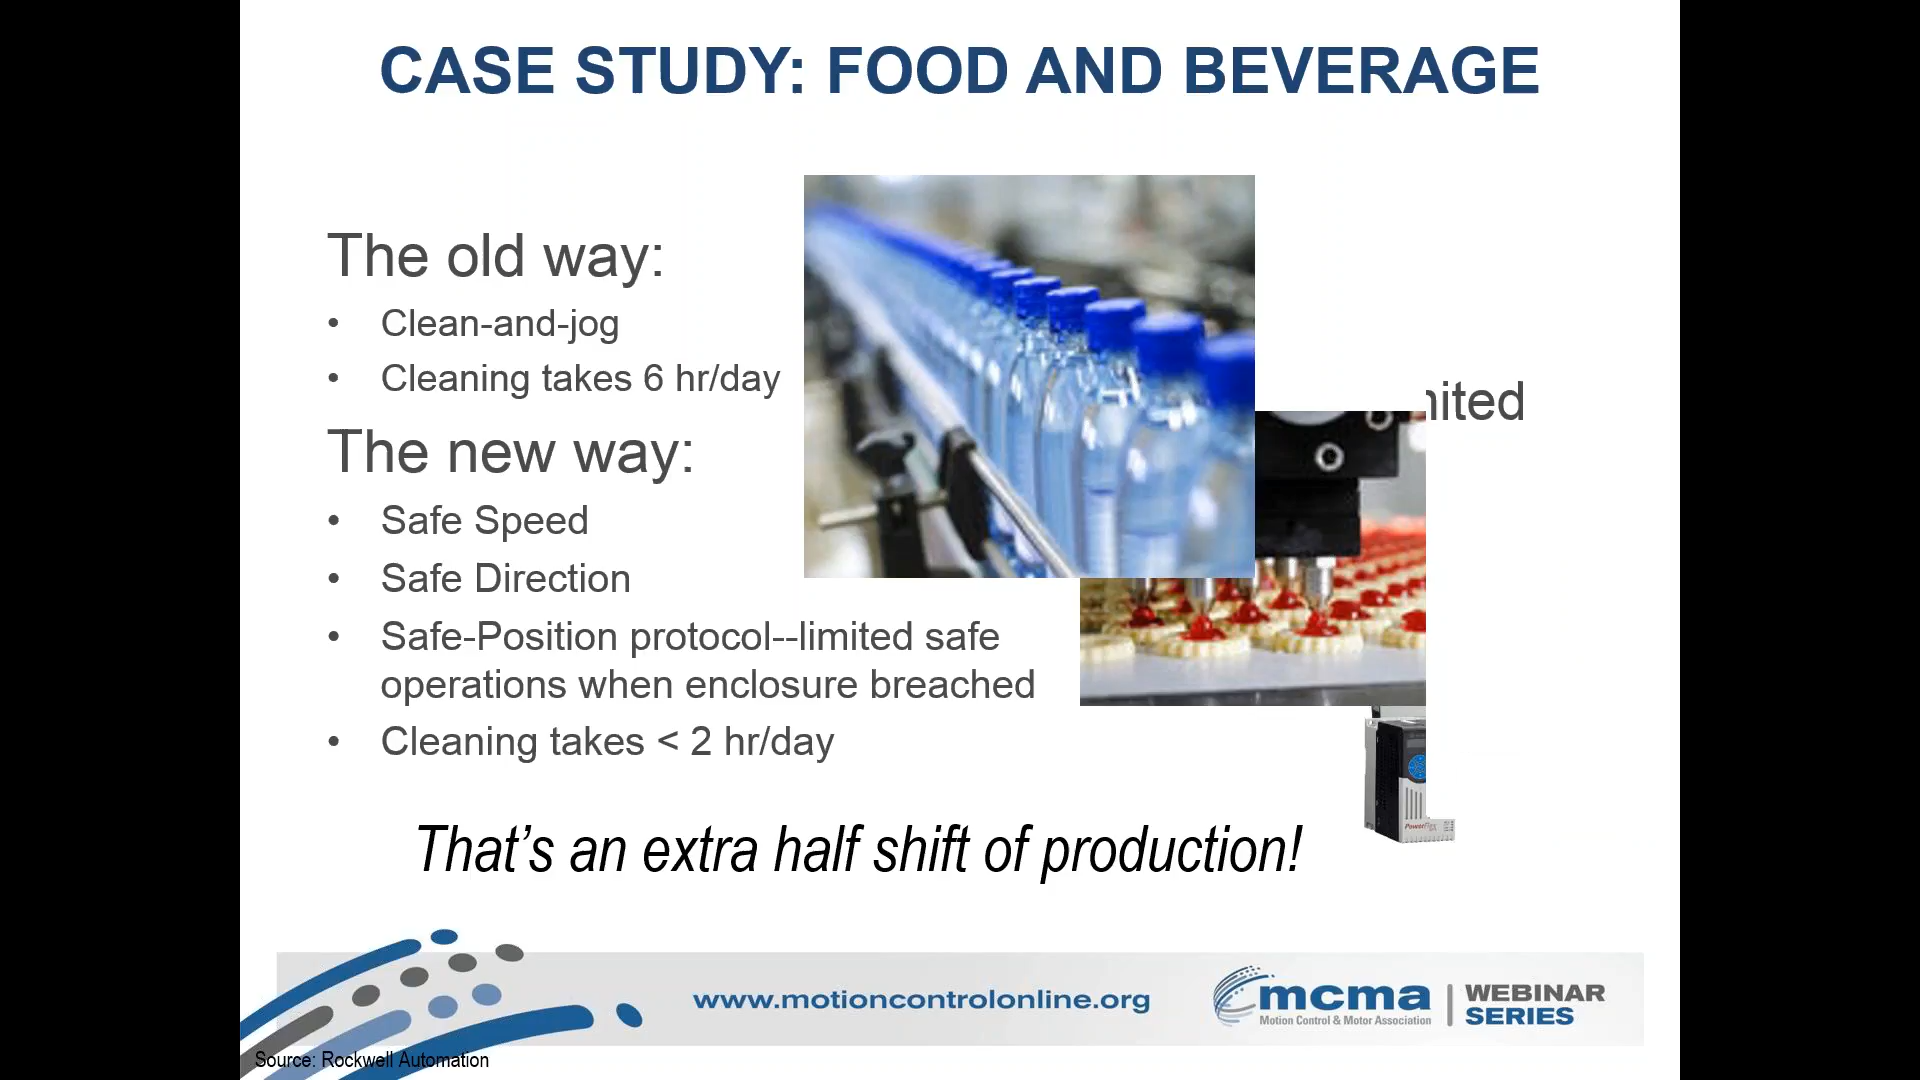 CASE STUDY: FOOD AND BEVERAGE
The old way:
• Clean-and-jog
• Cleaning takes 6 hr/day
The new way:
• Safe Speed
• Safe Direction
• Safe-Position protocol--limited safe
operations when enclosure breached
• Cleaning takes < 2 hr/day
That’s an extra half shift of production!
PowerFlex
www.motioncontrolonline.org
mcma
Motion Control & Motor Association
WEBINAR
SERIES
Source: Rockwell Automation